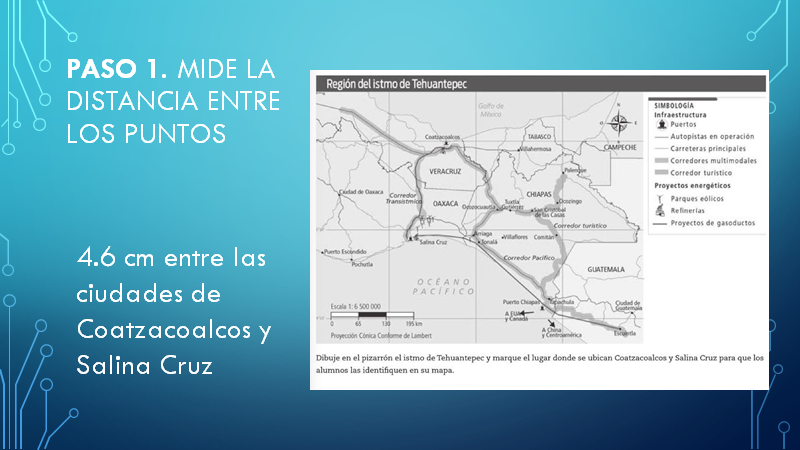 PASO 1. MIDE LA
DISTANCIA ENTRE
LOS PUNTOS
4.6 cm entre las
ciudades de
Coatzacoalcos y
Salina Cruz
Región del istmo de Tehuantepec
Golfo de
México
N
Coatzacoalcos
TABASCO
Villahermosa
CAMPECHE
VERACRUZ
Palenque
Ciudad de Oaxaca
Corredor
Transístmico
CHIAPAS
OAXACA
Ocozocuautla
Tuxtla
Gutiérrez
Ocozingo
San Cristóbal
de las Casas
Corredor turístico
Salina Cruz
Arriaga
Tonalá
Villaflores
Comitán
Puerto Escondido
Pochutla
Corredor Pacífico
GUATEMALA
OCÉANO
PACÍFICO
Puerto Chiapas
Tapachula
Ciudad de
Guatemala
A EUA
y Canadá
A China
y Centroamérica
Escuintla
Escala 1: 6 500 000
0 65 130 195 km
Proyección Cónica Conforme de Lambert
SIMBOLOGÍA
Infraestructura
Puertos
Autopistas en operación
Carreteras principales
Corredores multimodales
Corredor turístico
Proyectos energéticos
Parques eólicos
Refinerías
Proyectos de gasoductos
Dibuje en el pizarrón el istmo de Tehuantepec y marque el lugar donde se ubican Coatzacoalcos y Salina Cruz para que los
alumnos las identifiquen en su mapa.